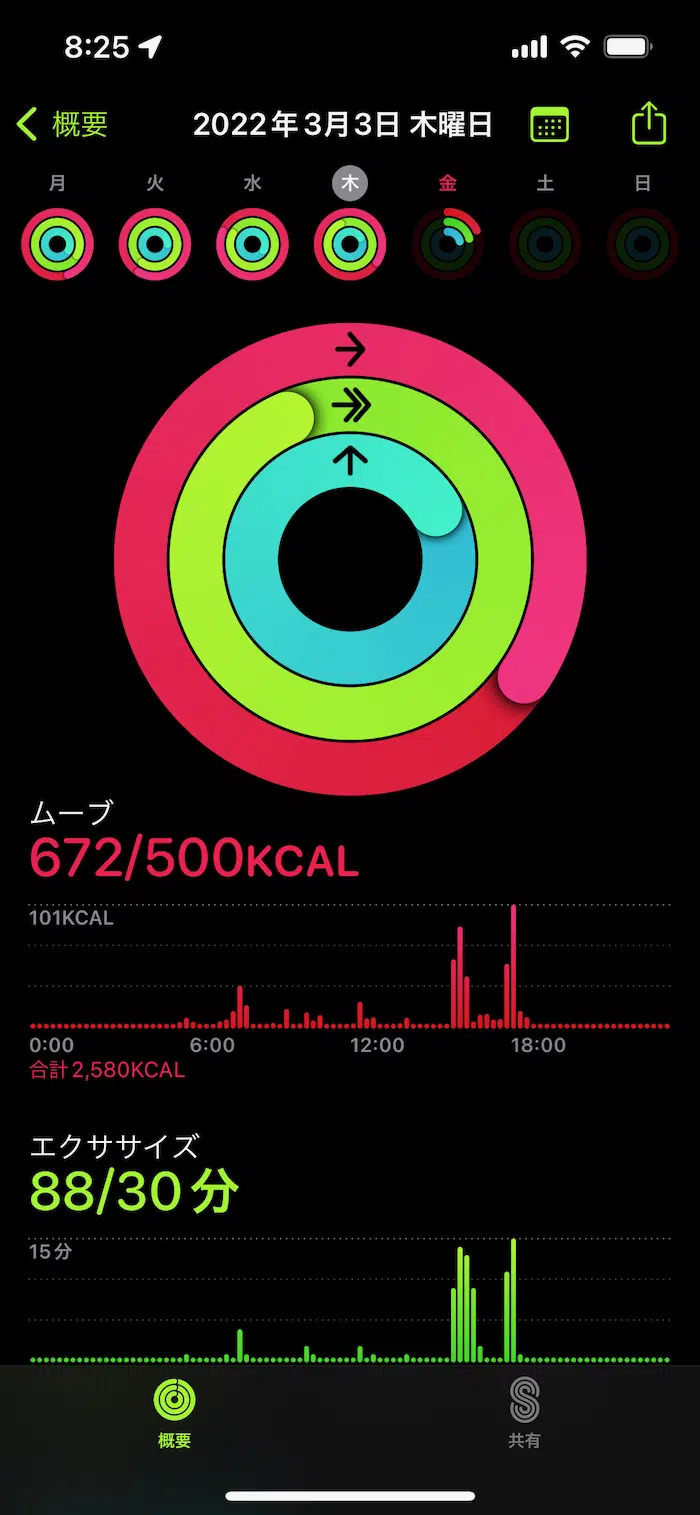 8:25
概要 2022年3月3日 木曜日
月 火 水 木 金 土 日
ムーブ
672/500KCAL
101KCAL
0:00 6:00 12:00 18:00
合計2,580KCAL
エクササイズ
88/30分
15分
概要 共有